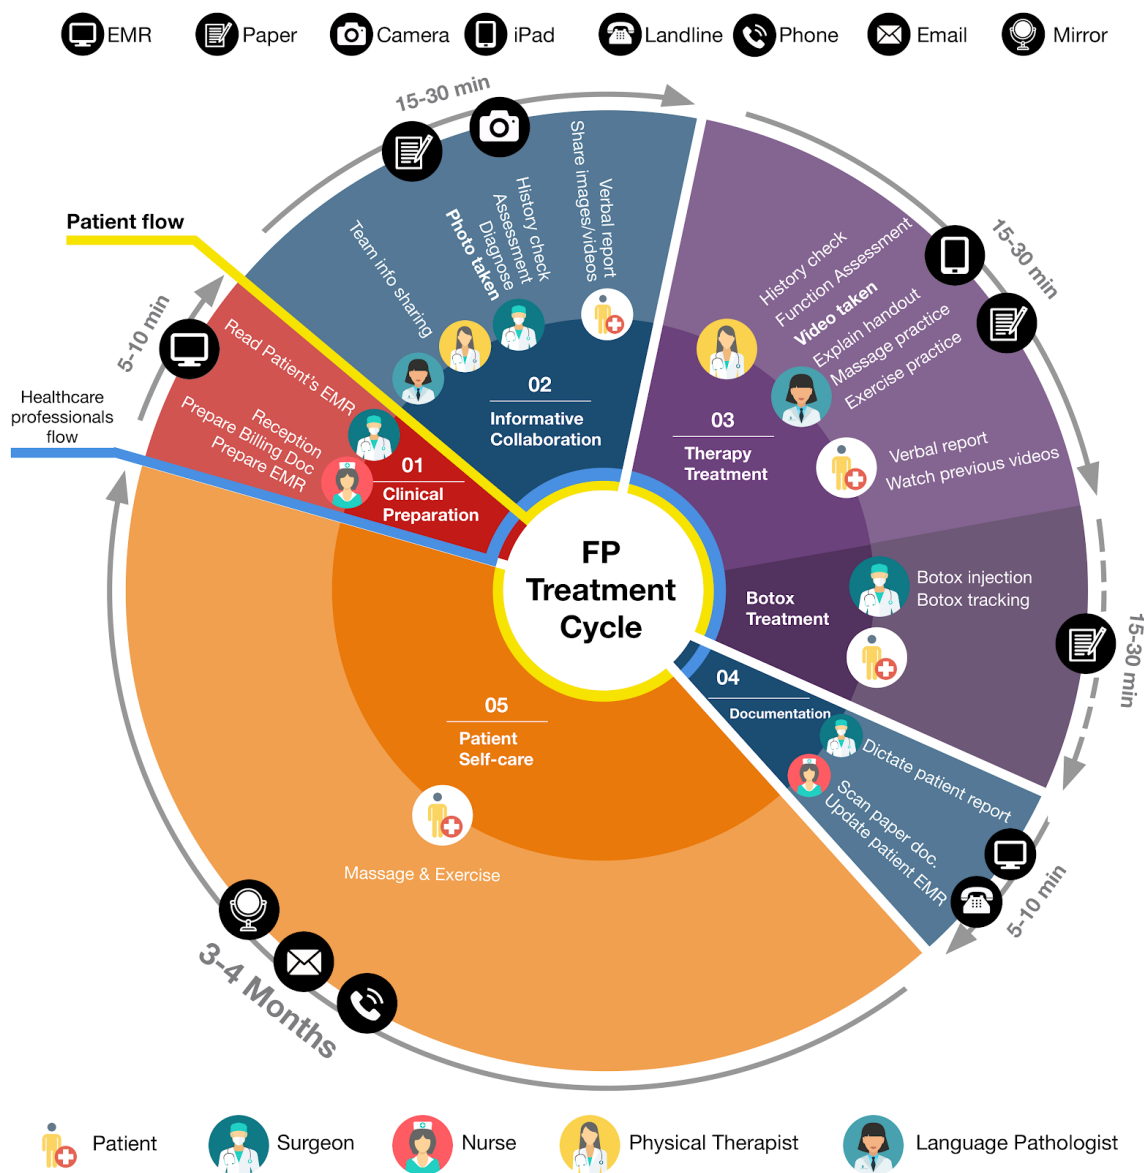 EMR
Paper
Camera
iPad
Landline
Phone
Email
Mirror
15-30 min
Patient flow
5-10 min
Healthcare
professionals
flow
Read Patient's EMR
Reception
Prepare Billing Doc
Prepare EMR
01
Clinical
Preparation
Team info sharing
Photo taken
Diagnose
Assessment
History check
Share images/videos
Verbal report
02
Informative
Collaboration
15-30 min
History check
Function Assessment
Video taken
Explain handout
Massage practice
Exercise practice
03
Therapy
Treatment
Verbal report
Watch previous videos
FP
Treatment
Cycle
Botox
Treatment
Botox injection
Botox tracking
15-30 min
04
Documentation
Dictate patient report
Scan paper doc.
Update patient EMR
5-10 min
05
Patient
Self-care
Massage & Exercise
3-4 Months
Patient
Surgeon
Nurse
Physical Therapist
Language Pathologist